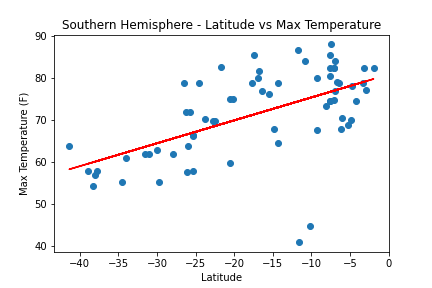 Southern Hemisphere - Latitude vs Max Temperature
Max Temperature (F)
90
80
70
60
50
40
−40 −35 −30 −25 −20 −15 −10 −5 0
Latitude